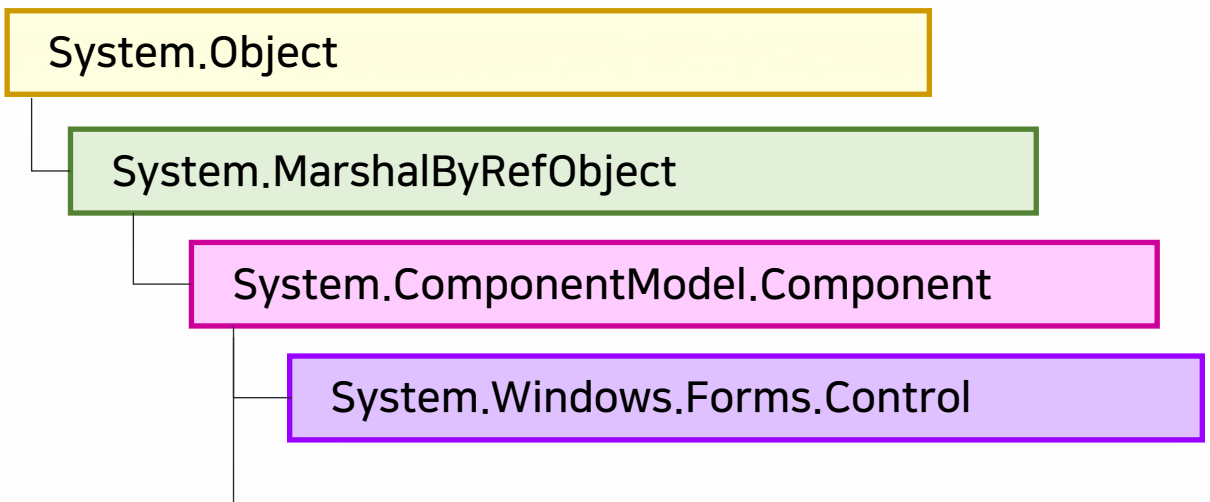 System.Object
System.MarshalByRefObject
System.ComponentModel.Component
System.Windows.Forms.Control